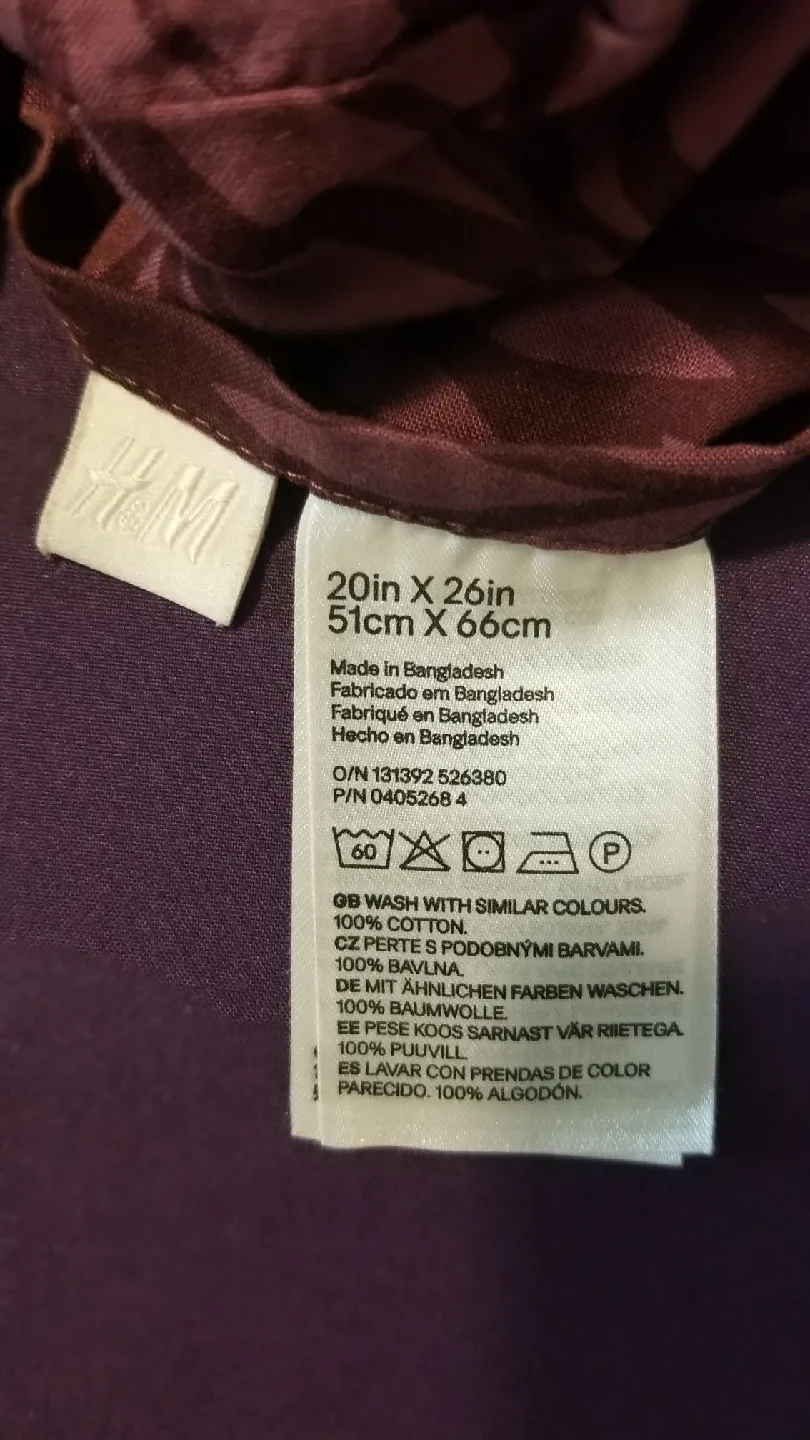 H&M
20in X 26in
51cm X 66cm
Made in Bangladesh
Fabricado em Bangladesh
Fabriqué en Bangladesh
Hecho en Bangladesh
O/N 131392 526380
P/N 0405268 4
60 P
GB WASH WITH SIMILAR COLOURS.
100% COTTON.
CZ PERTE S PODOBNÝMI BARVAMI.
100% BAVLNA.
DE MIT ÄHNLICHEN FARBEN WASCHEN.
100% BAUMWOLLE.
EE PESE KOOS SARNAST VÄR RIIETEGA.
100% PUUVILL.
ES LAVAR CON PRENDAS DE COLOR
PARECIDO. 100% ALGODÓN.